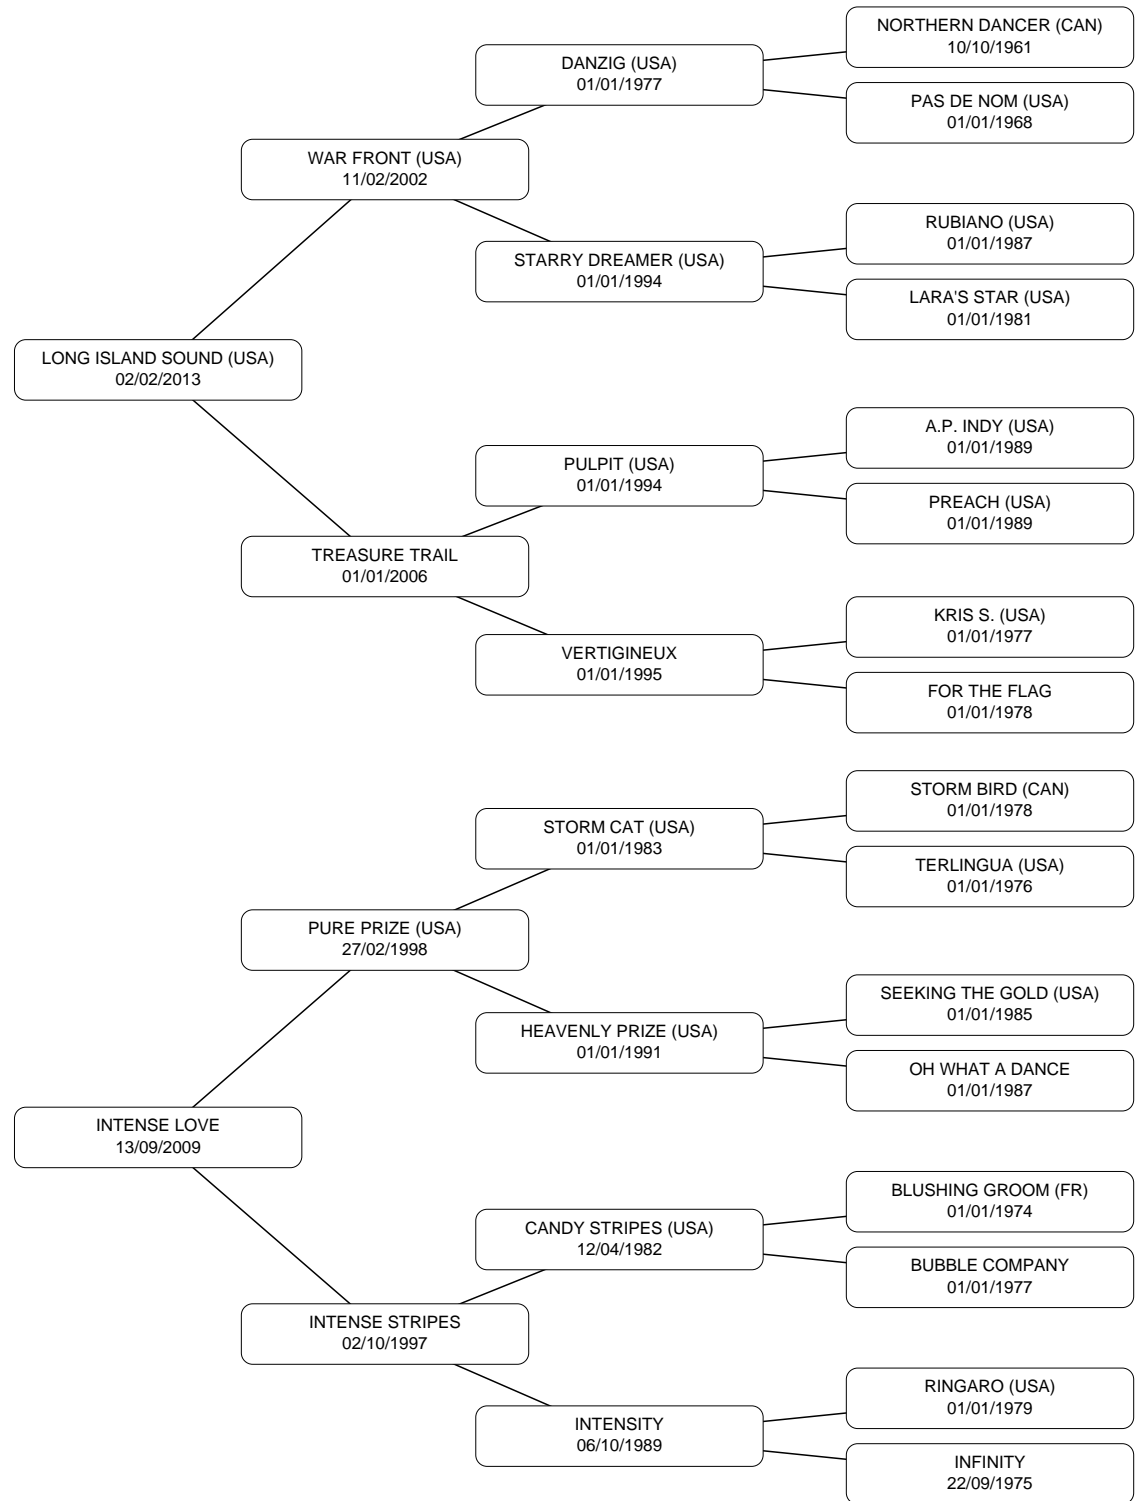 NORTHERN DANCER (CAN)
10/10/1961
DANZIG (USA)
01/01/1977
PAS DE NOM (USA)
01/01/1968
WAR FRONT (USA)
11/02/2002
RUBIANO (USA)
01/01/1987
STARRY DREAMER (USA)
01/01/1994
LARA'S STAR (USA)
01/01/1981
LONG ISLAND SOUND (USA)
02/02/2013
A.P. INDY (USA)
01/01/1989
PULPIT (USA)
01/01/1994
PREACH (USA)
01/01/1989
TREASURE TRAIL
01/01/2006
KRIS S. (USA)
01/01/1977
VERTIGINEUX
01/01/1995
FOR THE FLAG
01/01/1978
STORM BIRD (CAN)
01/01/1978
STORM CAT (USA)
01/01/1983
TERLINGUA (USA)
01/01/1976
PURE PRIZE (USA)
27/02/1998
SEEKING THE GOLD (USA)
01/01/1985
HEAVENLY PRIZE (USA)
01/01/1991
OH WHAT A DANCE
01/01/1987
INTENSE LOVE
13/09/2009
BLUSHING GROOM (FR)
01/01/1974
CANDY STRIPES (USA)
12/04/1982
BUBBLE COMPANY
01/01/1977
INTENSE STRIPES
02/10/1997
RINGARO (USA)
01/01/1979
INTENSITY
06/10/1989
INFINITY
22/09/1975